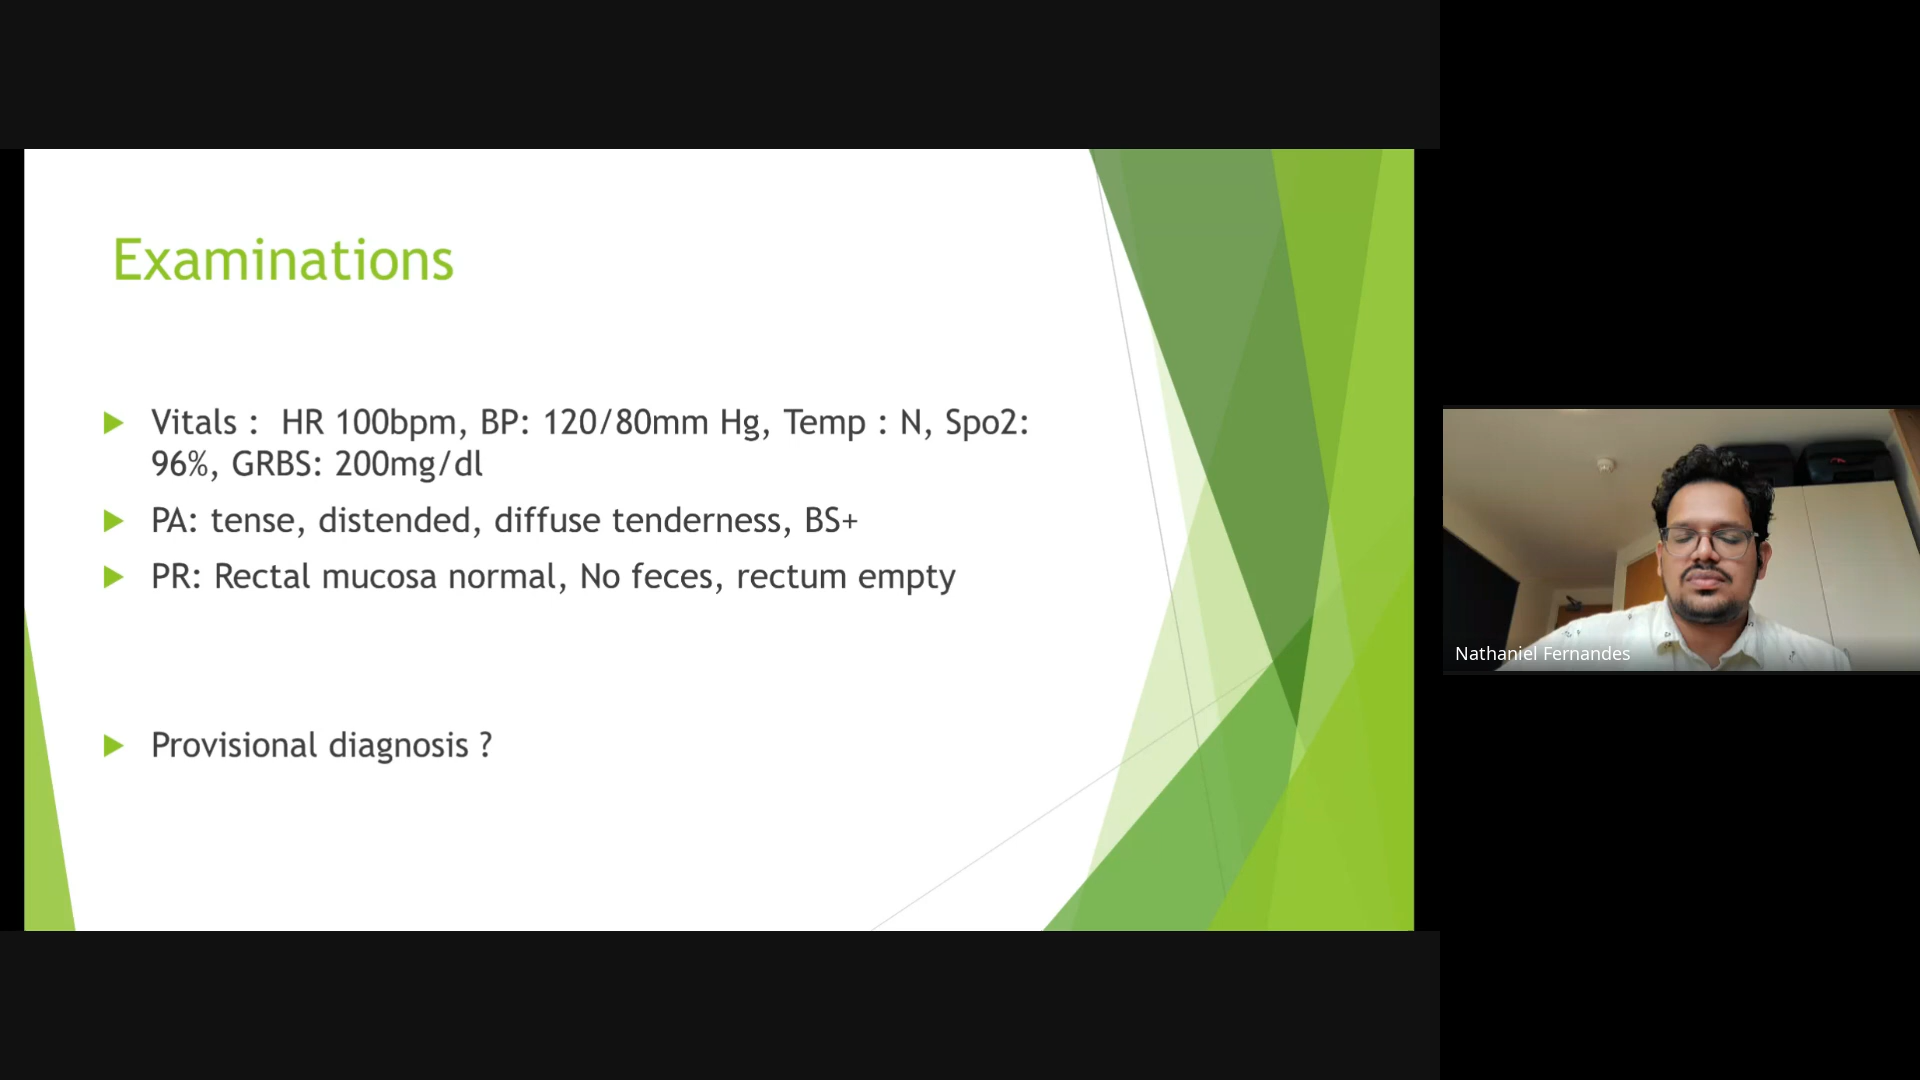 Examinations
Vitals :  HR 100bpm, BP: 120/80mm Hg, Temp : N, Spo2:
96%, GRBS: 200mg/dl
PA: tense, distended, diffuse tenderness, BS+
PR: Rectal mucosa normal, No feces, rectum empty
Provisional diagnosis ?
Nathaniel Fernandes